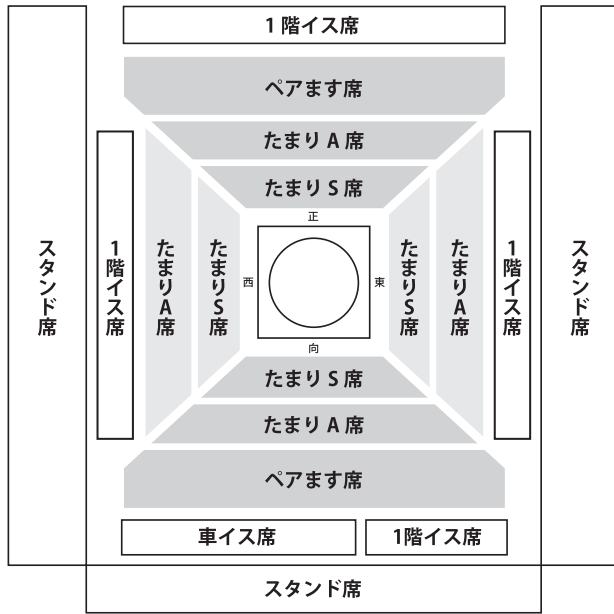 1階イス席
ペアます席
たまりA席
たまりS席
正
スタンド席
1階イス席
たまりA席
たまりS席
西
東
たまりS席
たまりA席
1階イス席
スタンド席
向
たまりS席
たまりA席
ペアます席
車イス席
1階イス席
スタンド席